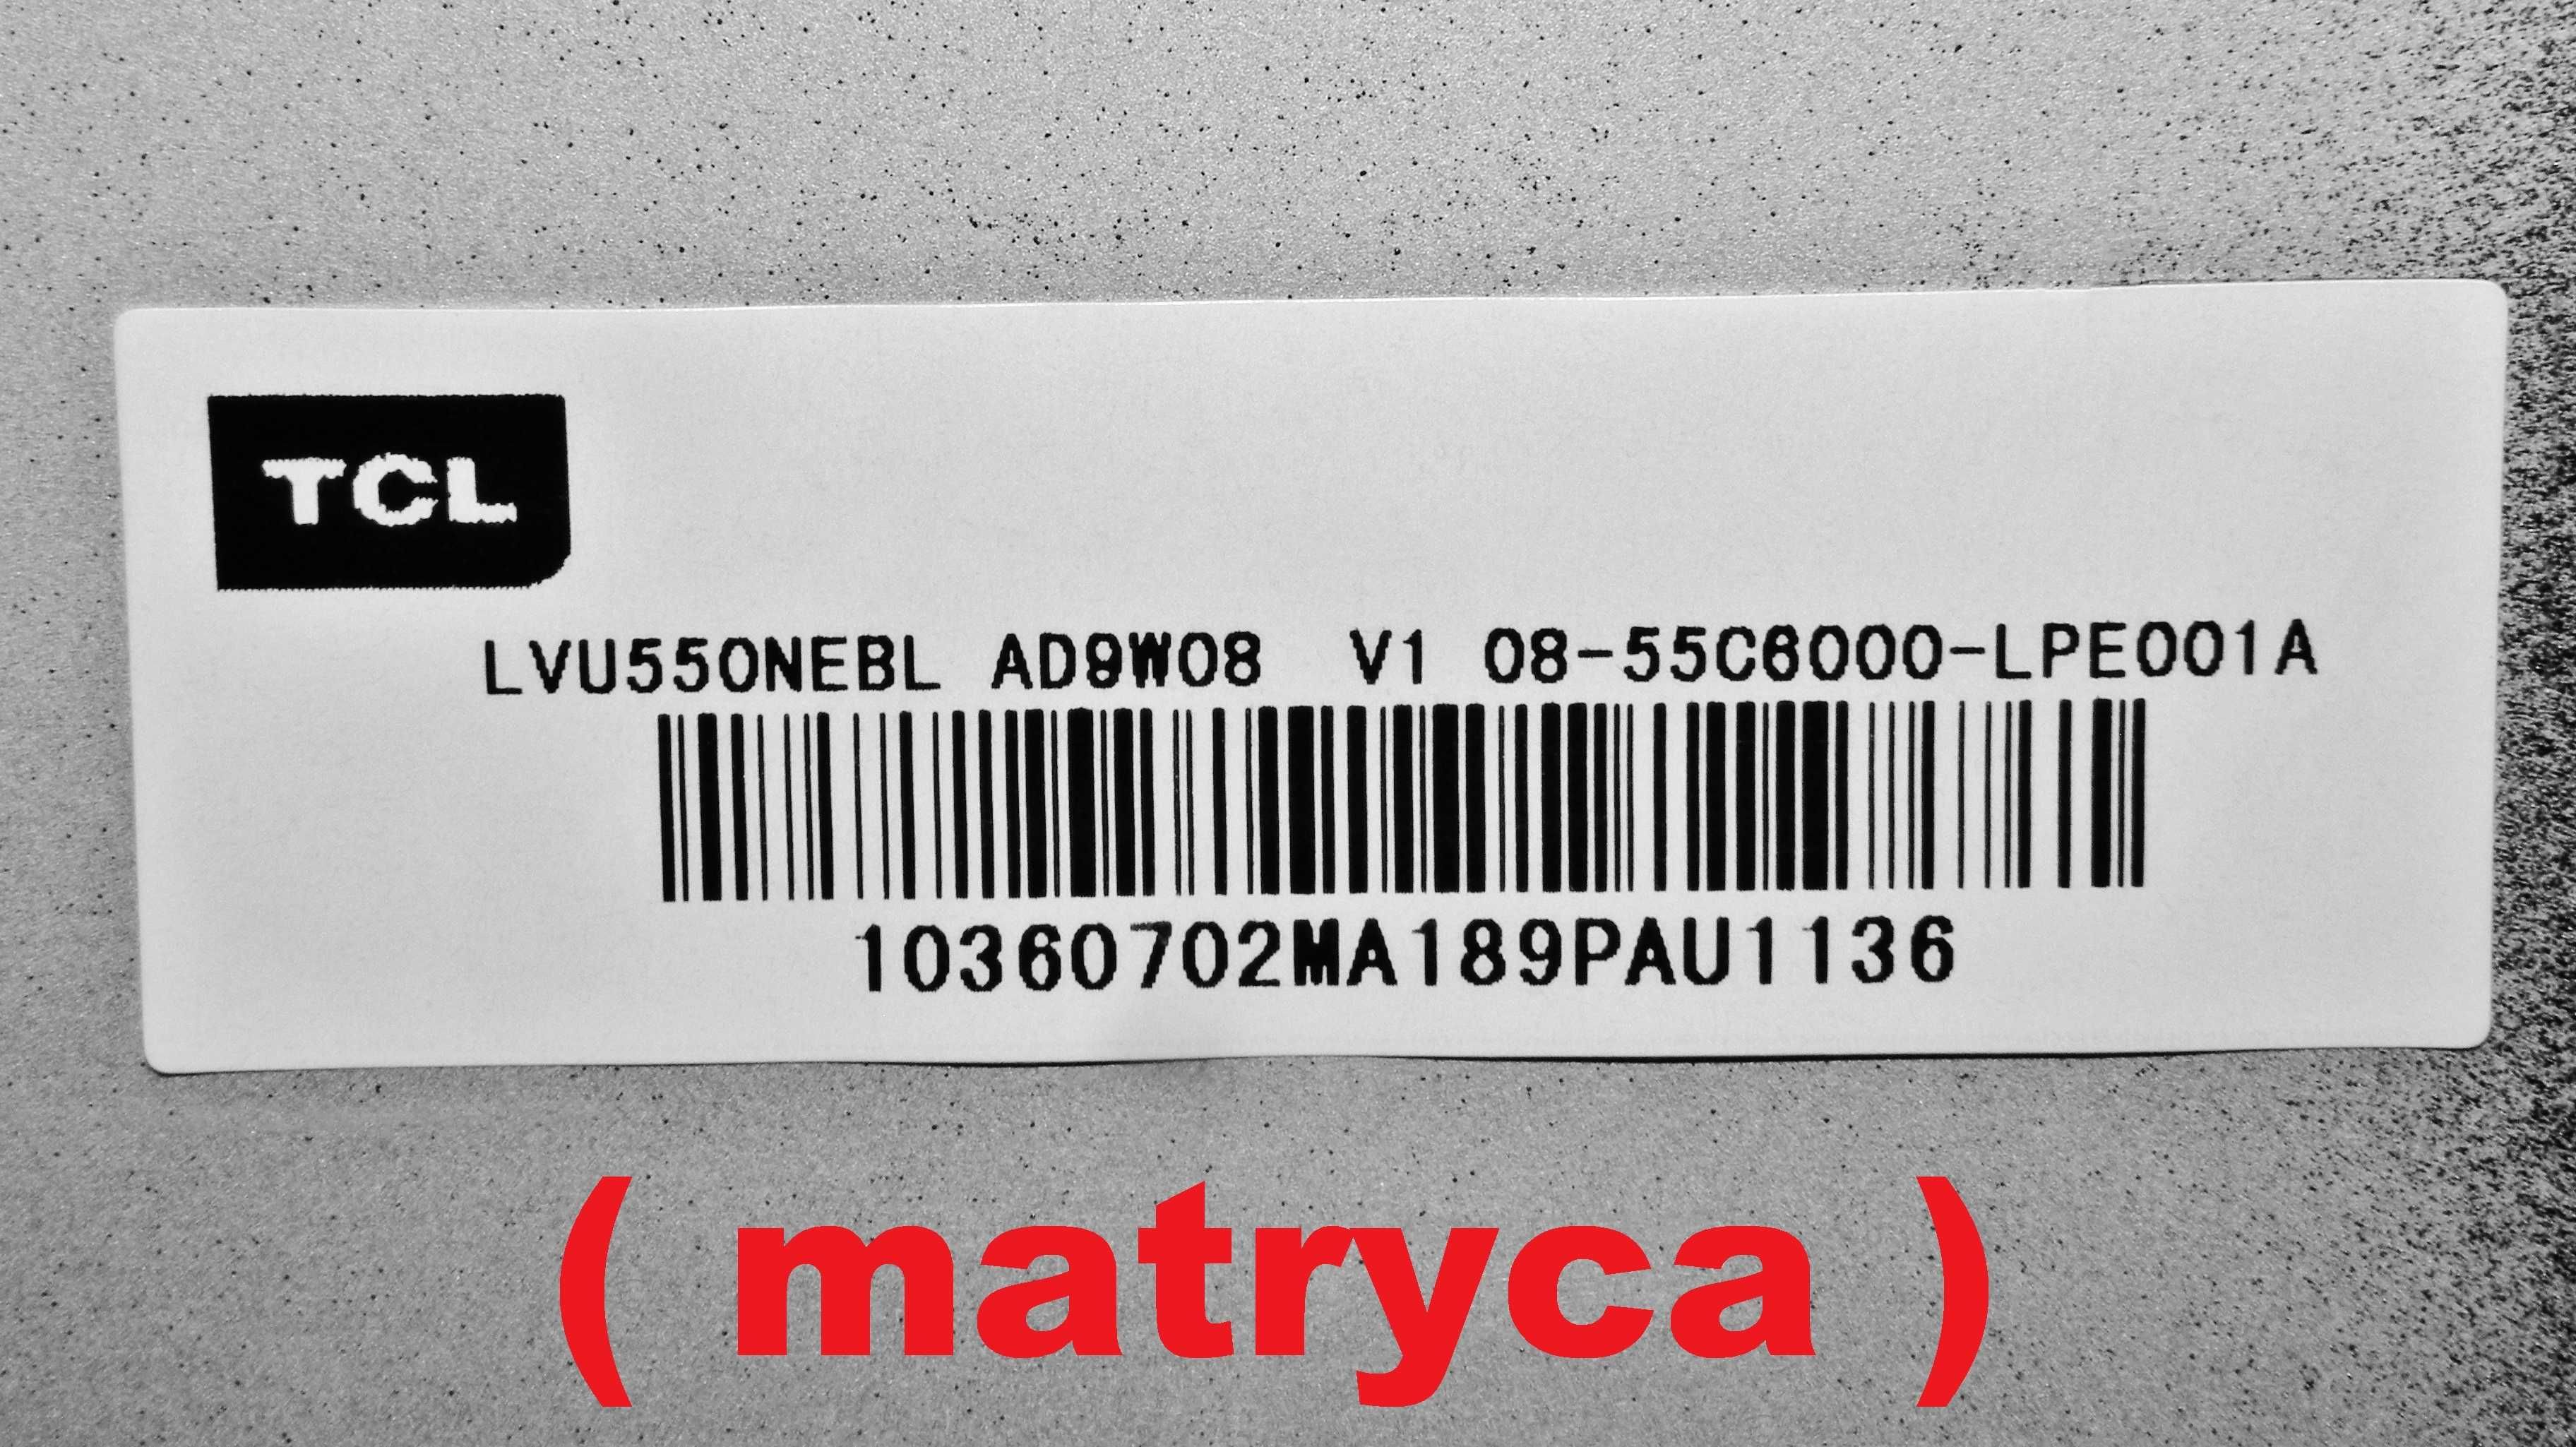 TCL
LVU550NEBL AD9W08 V1 08-55C6000-LPE001A
10360702MA189PAU1136
( matryca )